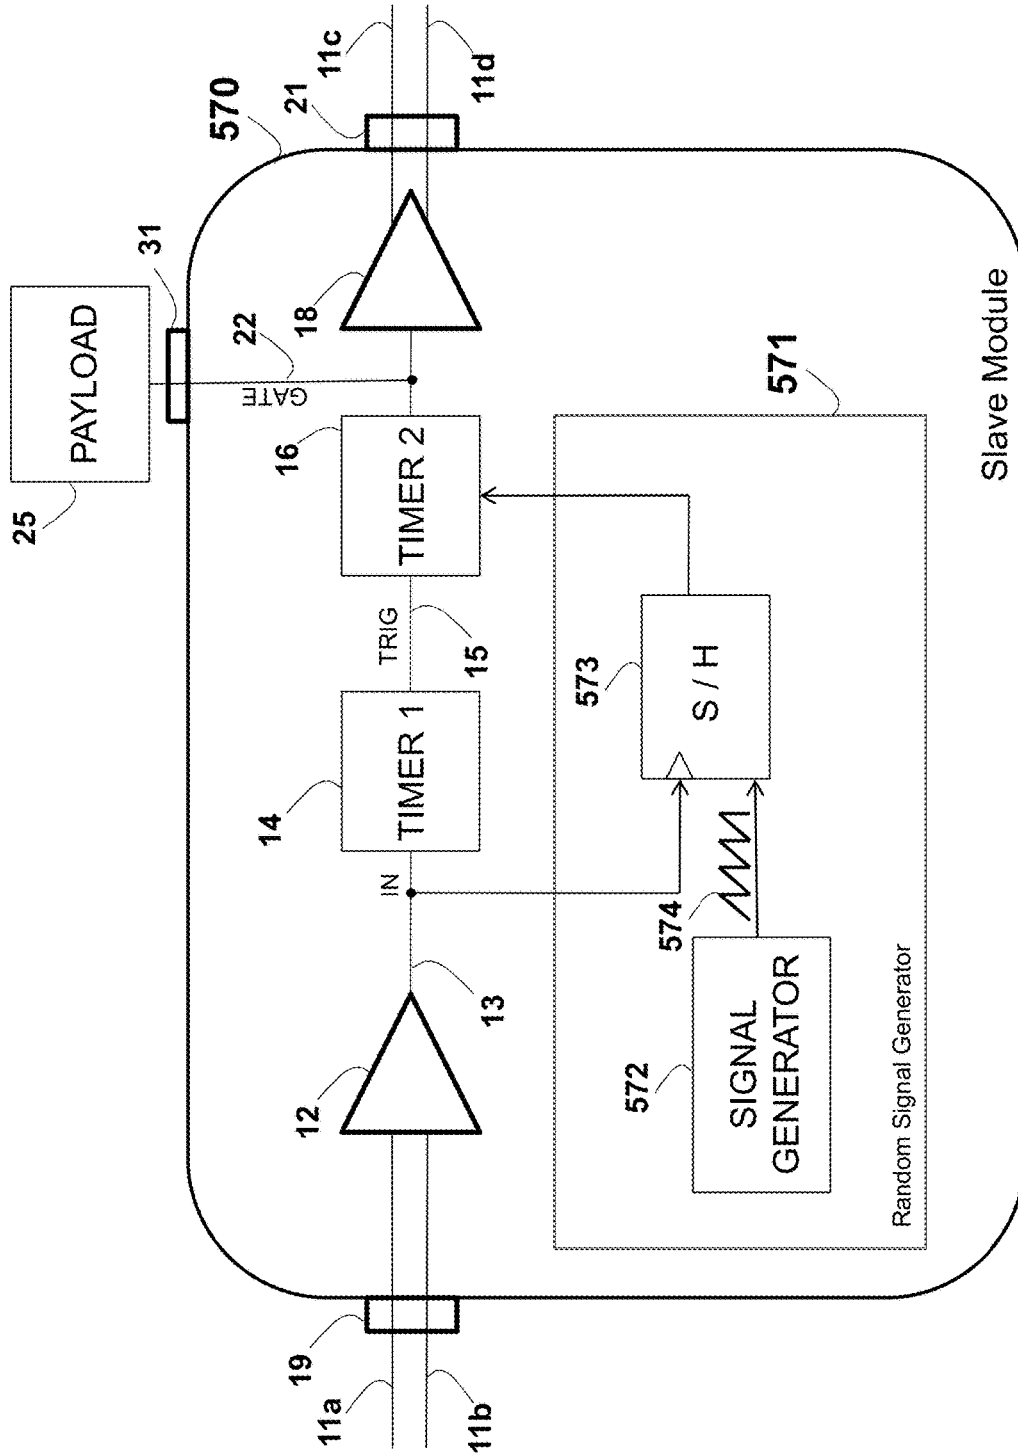 PAYLOAD
25
31
570
21
11c
11d
GATE
22
18
16
TIMER 2
TRIG
15
TIMER 1
14
IN
13
12
19
11a
11b
571
573
S / H
574
572
SIGNAL
GENERATOR
Random Signal Generator
Slave Module